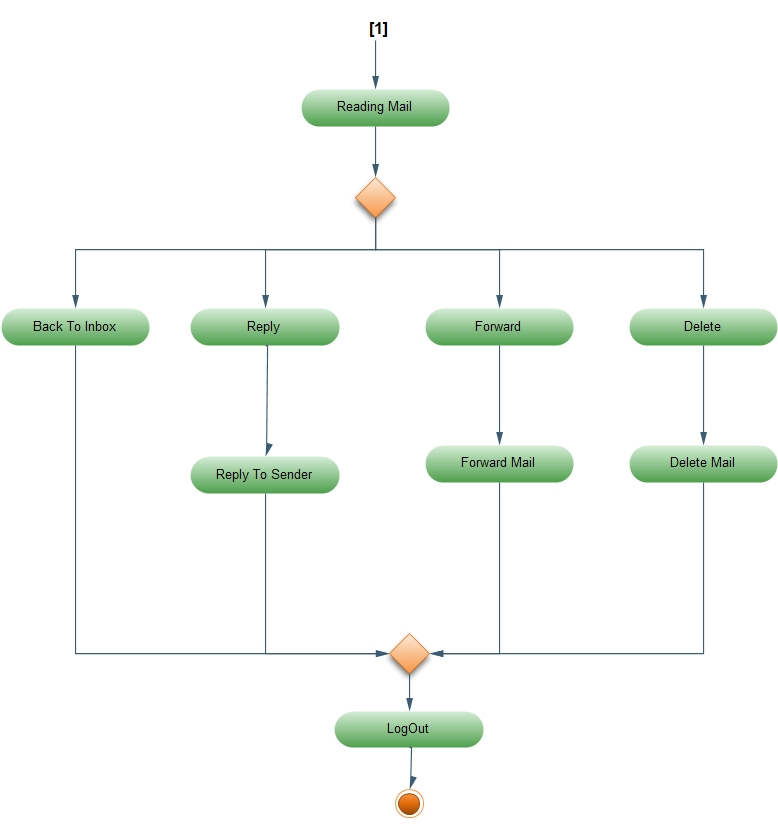 [1]
Reading Mail
Back To Inbox
Reply
Forward
Delete
Reply To Sender
Forward Mail
Delete Mail
LogOut